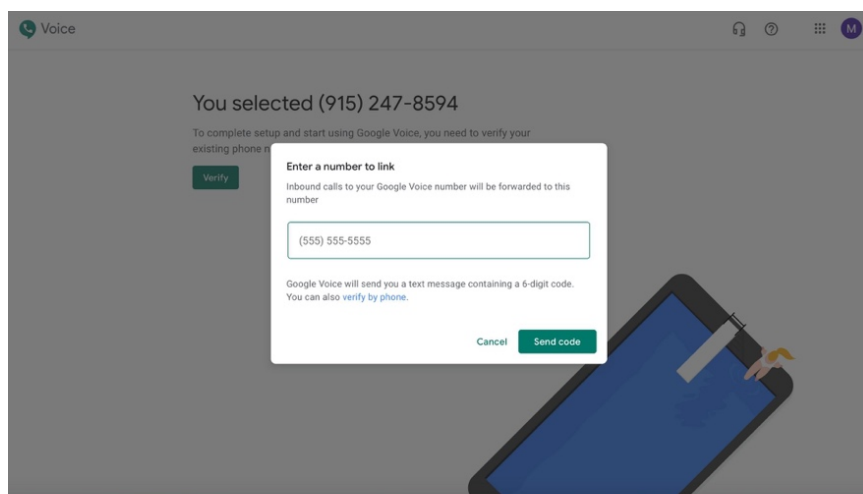 Voice
M
You selected (915) 247-8594
To complete setup and start using Google Voice, you need to verify your
existing phone n
Verify
Enter a number to link
Inbound calls to your Google Voice number will be forwarded to this
number
(555) 555-5555
Google Voice will send you a text message containing a 6-digit code.
You can also verify by phone.
Cancel
Send code